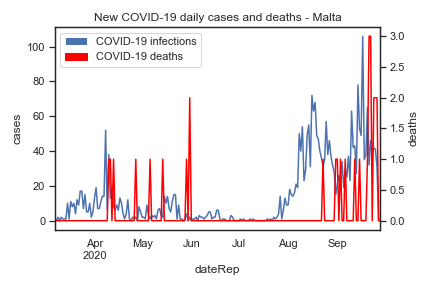 New COVID-19 daily cases and deaths - Malta
COVID-19 infections
COVID-19 deaths
100
80
60
40
20
0
cases
3.0
2.5
2.0
1.5
1.0
0.5
0.0
deaths
Apr
2020
May
Jun
Jul
Aug
Sep
dateRep